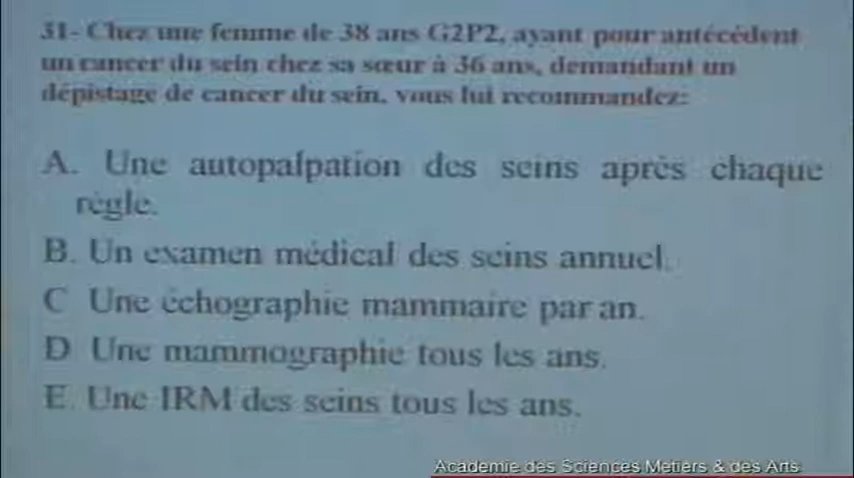 31- Chez une femme de 38 ans G2P2, ayant pour antécédent
un cancer du sein chez sa sœur à 36 ans, demandant un
dépistage de cancer du sein, vous lui recommandez:
A. Une autopalpation des seins après chaque
règle.
B. Un examen médical des seins annuel.
C Une échographie mammaire par an.
D Une mammographie tous les ans.
E. Une IRM des seins tous les ans.
Academie des Sciences Metiers & des Arts